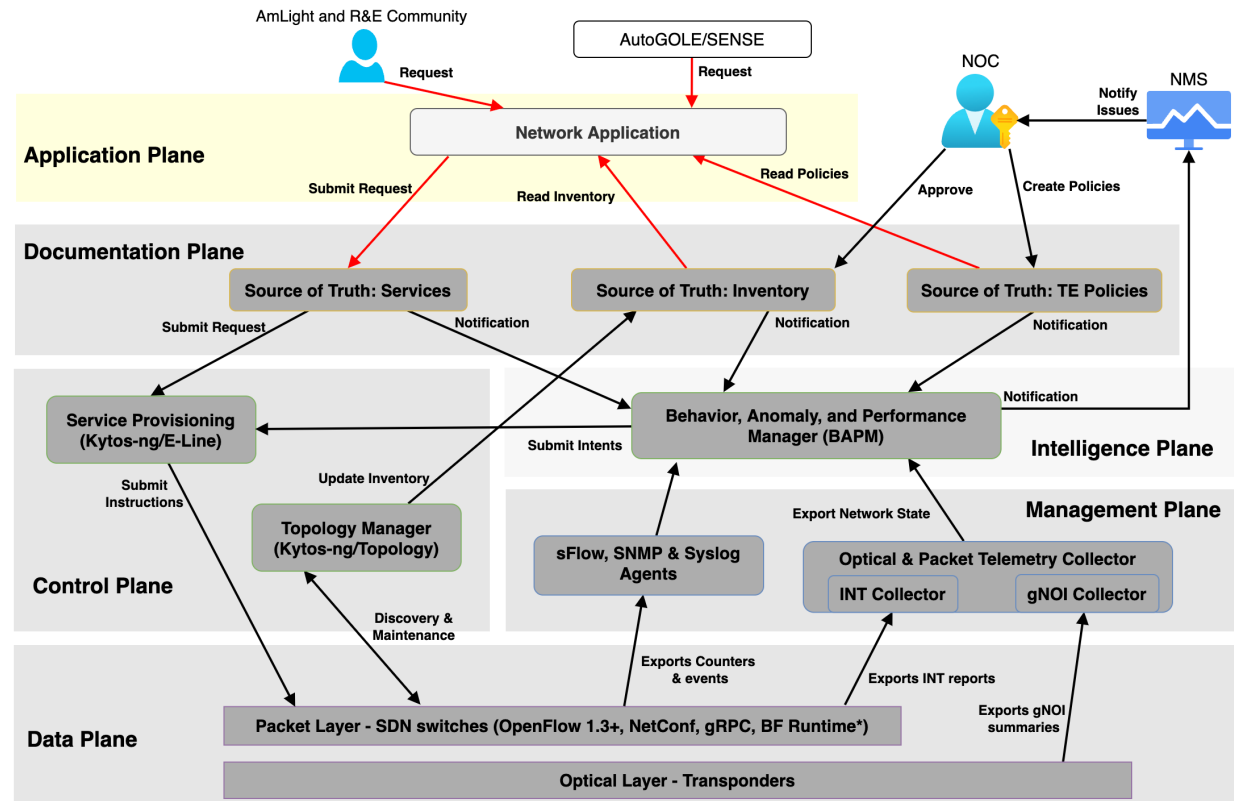 AmLight and R&E Community
AutoGOLE/SENSE
NOC
NMS
Request
Request
Notify
Issues
Network Application
Application Plane
Submit Request
Read Inventory
Read Policies
Approve
Create Policies
Documentation Plane
Source of Truth: Services
Source of Truth: Inventory
Source of Truth: TE Policies
Submit Request
Notification
Notification
Notification
Service Provisioning
(Kytos-ng/E-Line)
Behavior, Anomaly, and Performance
Manager (BAPM)
Notification
Submit Intents
Intelligence Plane
Submit
Instructions
Update Inventory
Topology Manager
(Kytos-ng/Topology)
Control Plane
Export Network State
Management Plane
sFlow, SNMP & Syslog
Agents
Optical & Packet Telemetry Collector
INT Collector
gNOI Collector
Discovery &
Maintenance
Exports Counters
& events
Exports INT reports
Exports gNOI
summaries
Data Plane
Packet Layer - SDN switches (OpenFlow 1.3+, NetConf, gRPC, BF Runtime*)
Optical Layer - Transponders